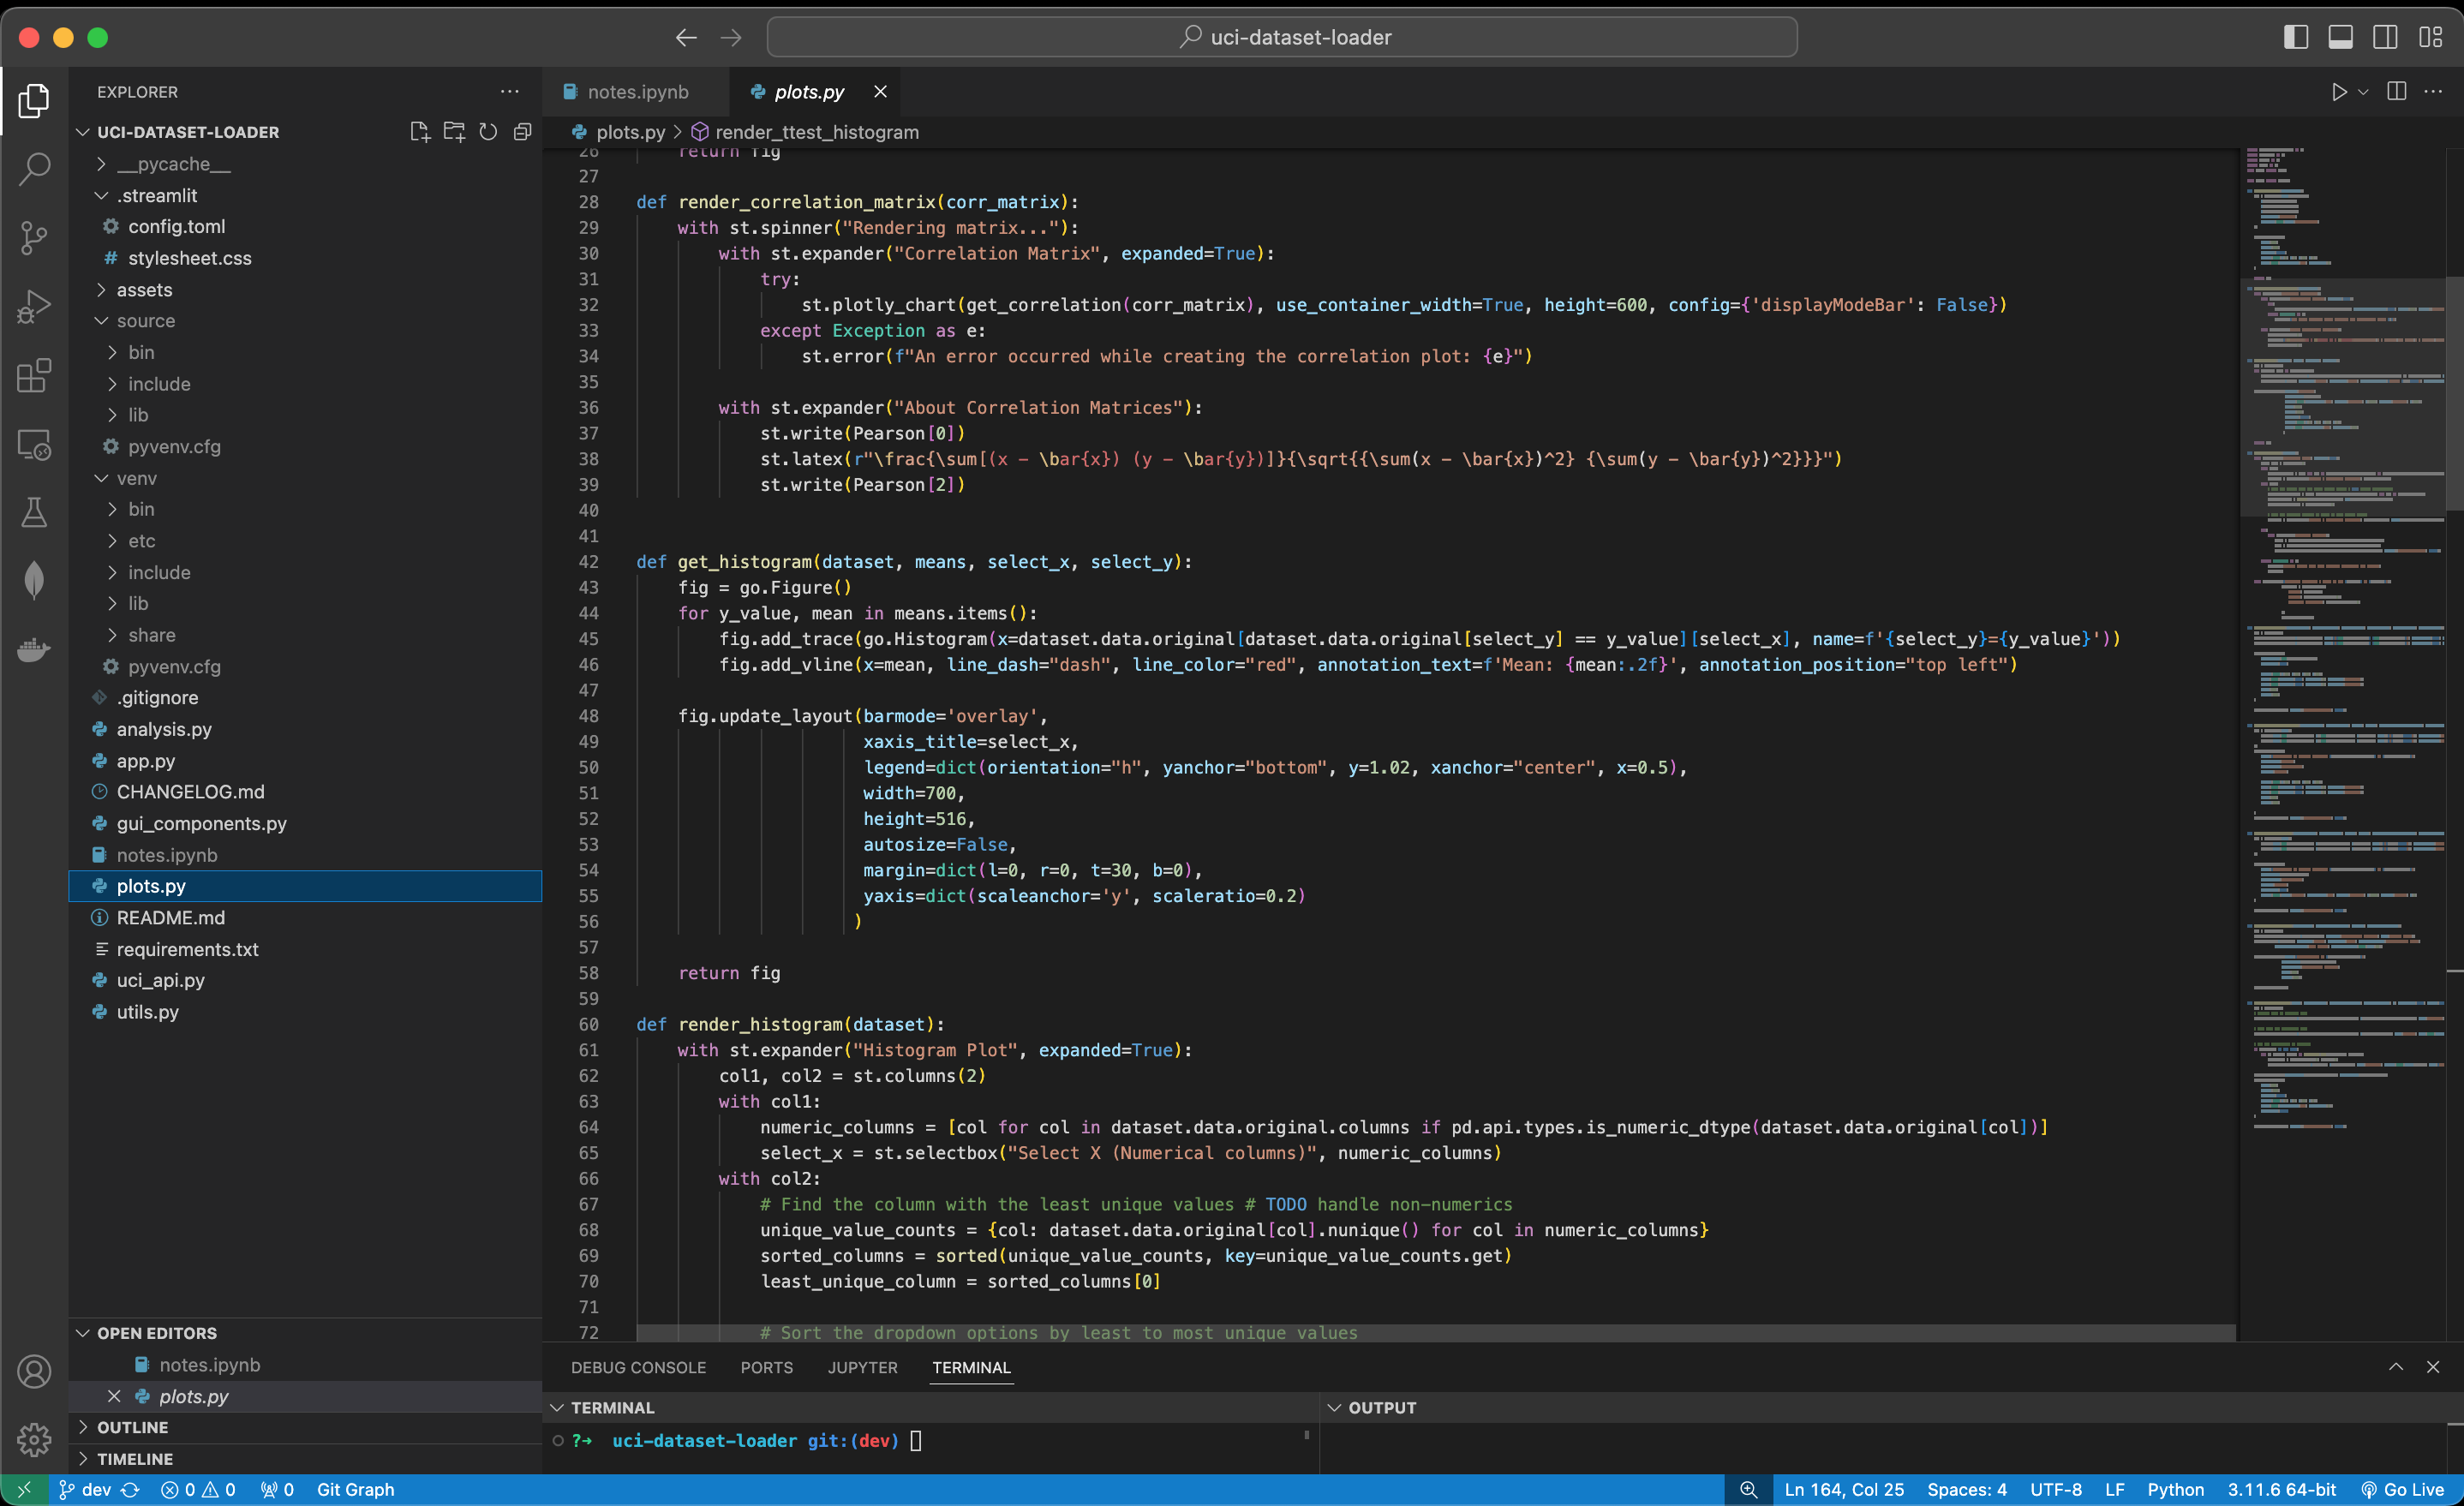 uci-dataset-loader
EXPLORER
UCI-DATASET-LOADER
__pycache__
.streamlit
config.toml
# stylesheet.css
assets
source
bin
include
lib
pyvenv.cfg
venv
bin
etc
include
lib
share
pyvenv.cfg
.gitignore
analysis.py
app.py
CHANGELOG.md
gui_components.py
notes.ipynb
plots.py
README.md
requirements.txt
uci_api.py
utils.py
OPEN EDITORS
notes.ipynb
plots.py
OUTLINE
TIMELINE
notes.ipynb plots.py
plots.py > render_ttest_histogram
26 return fig
27
28 def render_correlation_matrix(corr_matrix):
29 with st.spinner("Rendering matrix..."):
30 with st.expander("Correlation Matrix", expanded=True):
31 try:
32 st.plotly_chart(get_correlation(corr_matrix), use_container_width=True, height=600, config={'displayModeBar': False})
33 except Exception as e:
34 st.error(f"An error occurred while creating the correlation plot: {e}")
35
36 with st.expander("About Correlation Matrices"):
37 st.write(Pearson[0])
38 st.latex(r"\frac{\sum[(x - \bar{x}) (y - \bar{y})]}{\sqrt{{\sum(x - \bar{x})^2} {\sum(y - \bar{y})^2}}}")
39 st.write(Pearson[2])
40
41
42 def get_histogram(dataset, means, select_x, select_y):
43 fig = go.Figure()
44 for y_value, mean in means.items():
45 fig.add_trace(go.Histogram(x=dataset.data.original[dataset.data.original[select_y] == y_value][select_x], name=f'{select_y}={y_value}'))
46 fig.add_vline(x=mean, line_dash="dash", line_color="red", annotation_text=f'Mean: {mean:.2f}', annotation_position="top left")
47
48 fig.update_layout(barmode='overlay',
49 xaxis_title=select_x,
50 legend=dict(orientation="h", yanchor="bottom", y=1.02, xanchor="center", x=0.5),
51 width=700,
52 height=516,
53 autosize=False,
54 margin=dict(l=0, r=0, t=30, b=0),
55 yaxis=dict(scaleanchor='y', scaleratio=0.2)
56 )
57
58 return fig
59
60 def render_histogram(dataset):
61 with st.expander("Histogram Plot", expanded=True):
62 col1, col2 = st.columns(2)
63 with col1:
64 numeric_columns = [col for col in dataset.data.original.columns if pd.api.types.is_numeric_dtype(dataset.data.original[col])]
65 select_x = st.selectbox("Select X (Numerical columns)", numeric_columns)
66 with col2:
67 # Find the column with the least unique values # TODO handle non-numerics
68 unique_value_counts = {col: dataset.data.original[col].nunique() for col in numeric_columns}
69 sorted_columns = sorted(unique_value_counts, key=unique_value_counts.get)
70 least_unique_column = sorted_columns[0]
71
72 # Sort the dropdown options by least to most unique values
DEBUG CONSOLE PORTS JUPYTER TERMINAL
TERMINAL
?→ uci-dataset-loader git:(dev)
OUTPUT
dev 0 0 0 Git Graph Ln 164, Col 25 Spaces: 4 UTF-8 LF Python 3.11.6 64-bit Go Live